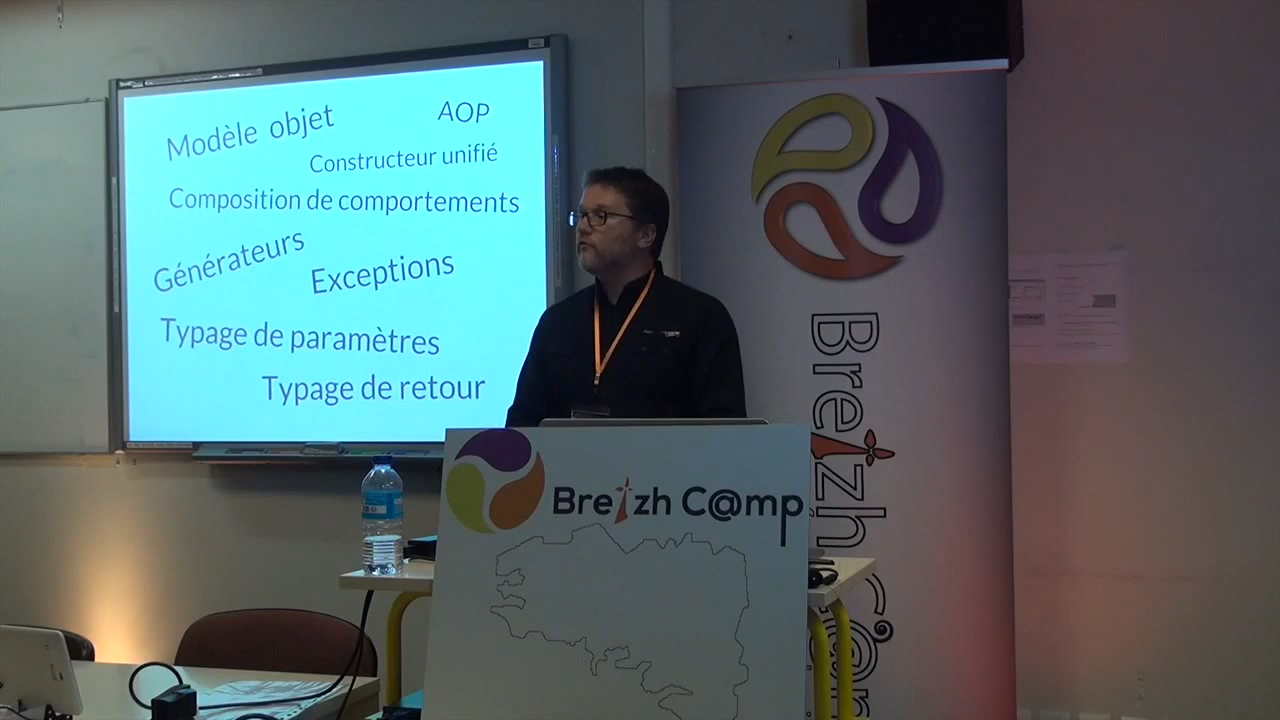 Modèle objet
AOP
Constructeur unifié
Composition de comportements
Générateurs
Exceptions
Typage de paramètres
Typage de retour
Breizh C@mp
Breizh C@m